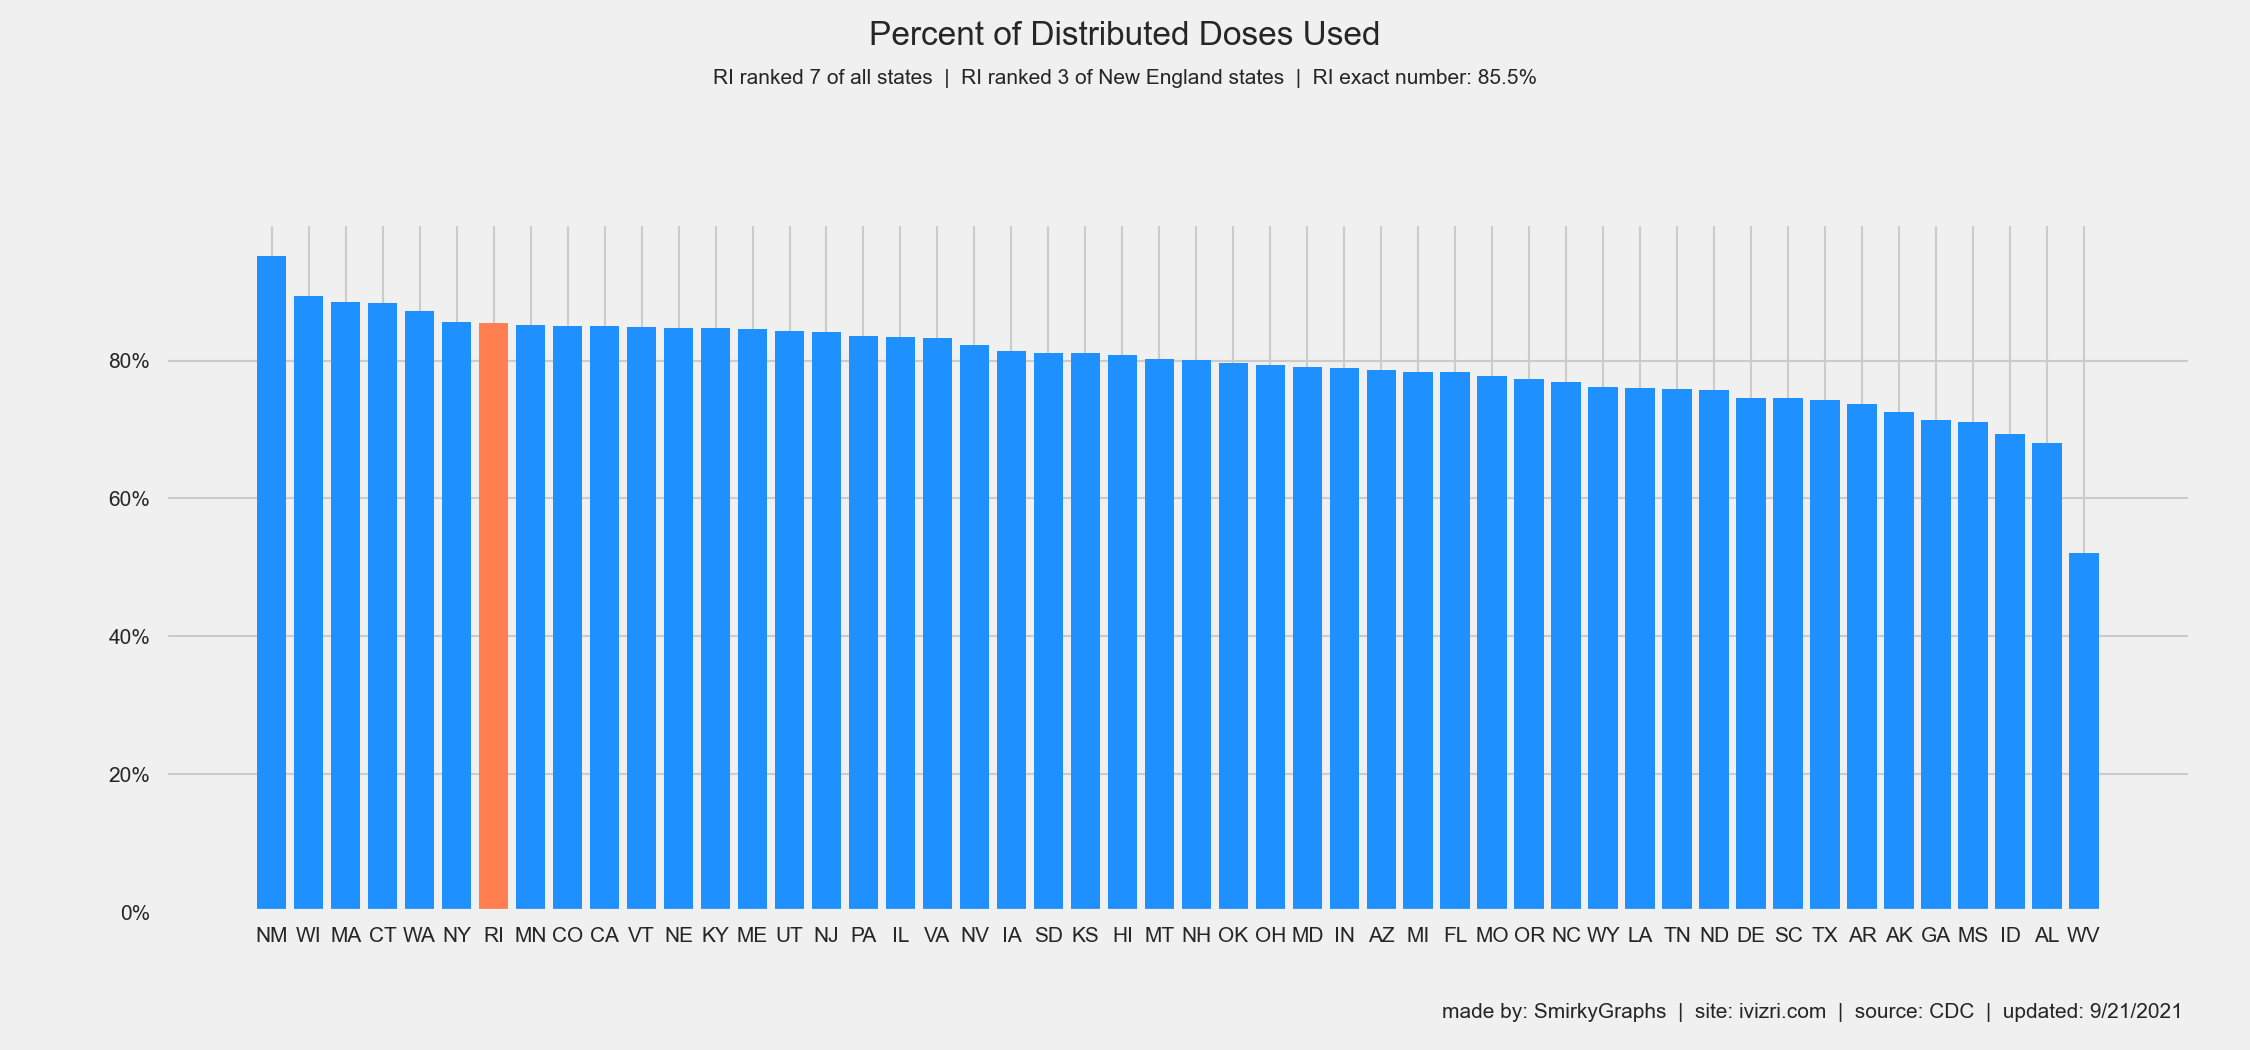 Percent of Distributed Doses Used
RI ranked 7 of all states | RI ranked 3 of New England states | RI exact number: 85.5%
80%
60%
40%
20%
0%
NM WI MA CT WA NY RI MN CO CA VT NE KY ME UT NJ PA IL VA NV IA SD KS HI MT NH OK OH MD IN AZ MI FL MO OR NC WY LA TN ND DE SC TX AR AK GA MS ID AL WV
made by: SmirkyGraphs | site: ivizri.com | source: CDC | updated: 9/21/2021